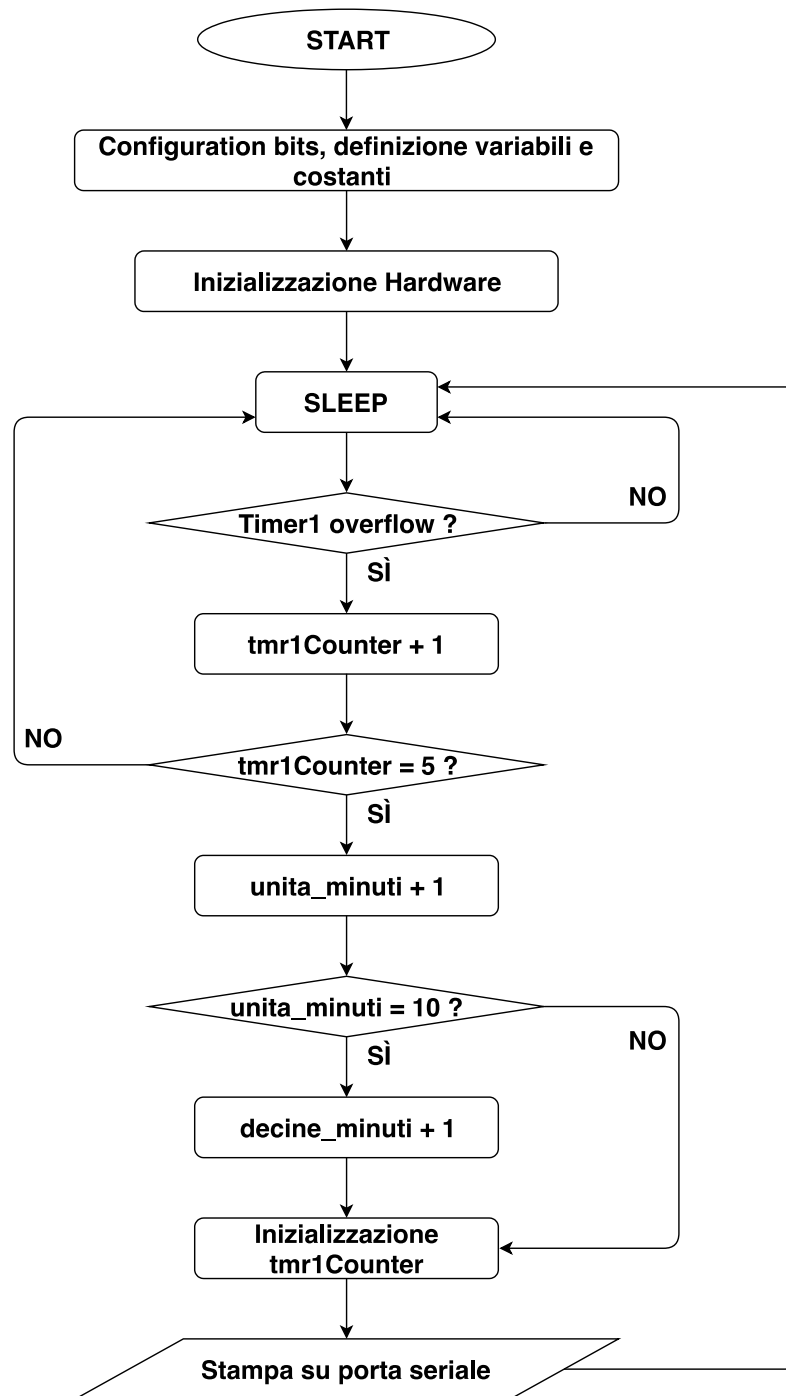 START
Configuration bits, definizione variabili e
costanti
Inizializzazione Hardware
SLEEP
NO
Timer1 overflow ?
SÌ
tmr1Counter + 1
NO
tmr1Counter = 5 ?
SÌ
unita_minuti + 1
unita_minuti = 10 ?
NO
SÌ
decine_minuti + 1
Inizializzazione
tmr1Counter
Stampa su porta seriale